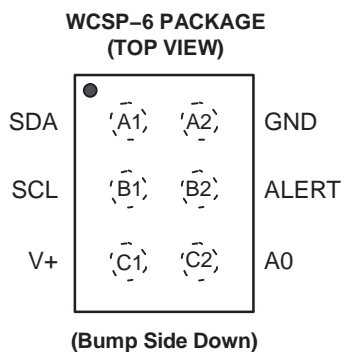 WCSP–6 PACKAGE
(TOP VIEW)
SDA A1 A2 GND
SCL B1 B2 ALERT
V+ C1 C2 A0
(Bump Side Down)